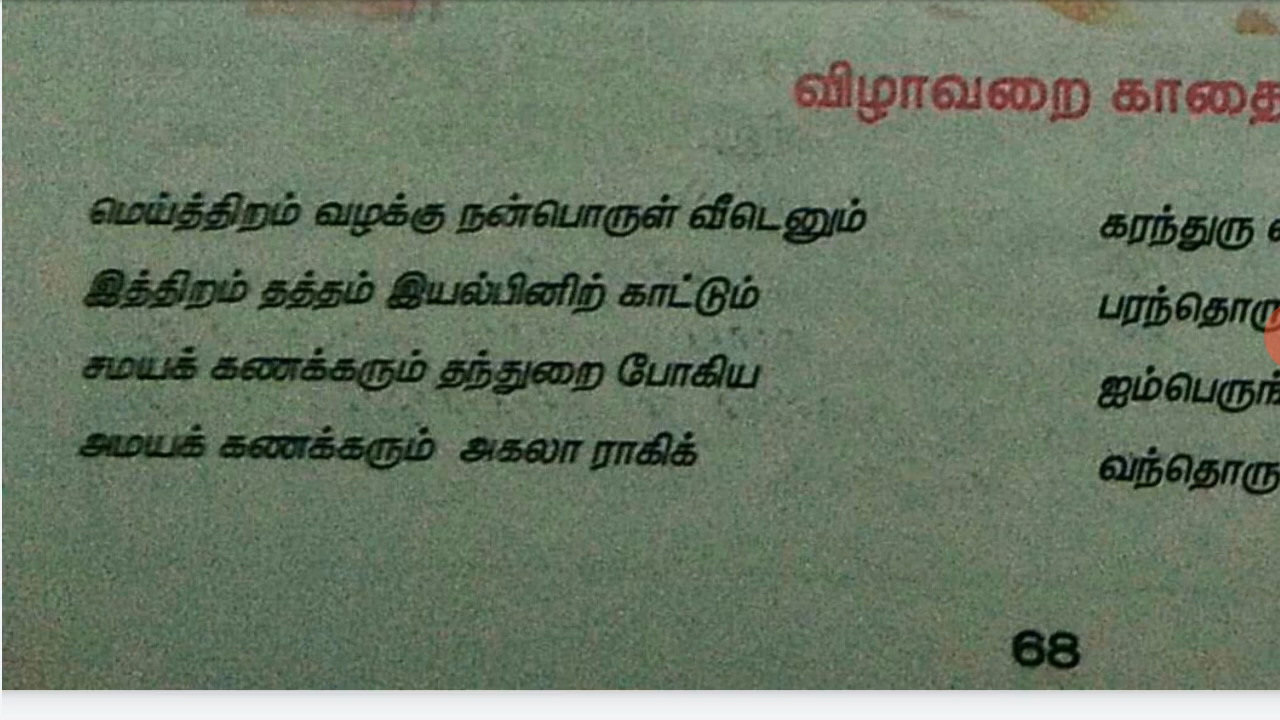 விழாவறை காதை
மெய்த்திறம் வழக்கு நன்பொருள் வீடெனும்
இத்திறம் தத்தம் இயல்பினிற் காட்டும்
சமயக் கணக்கரும் தந்துறை போகிய
அமயக் கணக்கரும் அகலா ராகிக்
கரந்துரு
பரந்தொரு
ஐம்பெருங்
வந்தொரு
68